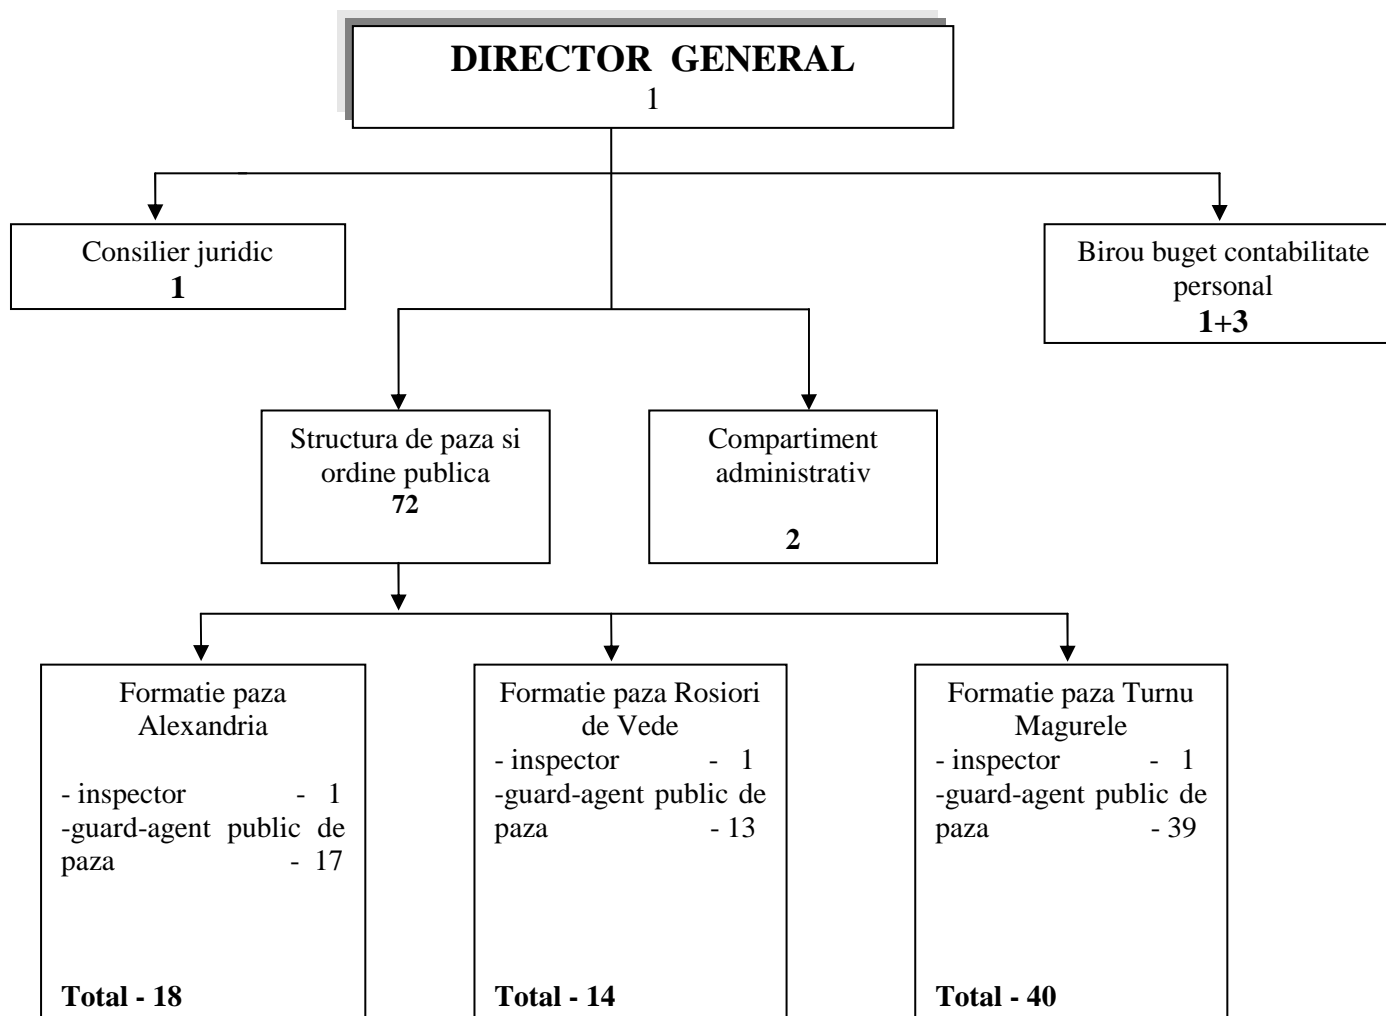 DIRECTOR GENERAL
1
Consilier juridic
1
Birou buget contabilitate
personal
1+3
Structura de paza si
ordine publica
72
Compartiment
administrativ
2
Formatie paza
Alexandria
- inspector - 1
-guard-agent public de
paza - 17
Total - 18
Formatie paza Rosiori
de Vede
- inspector - 1
-guard-agent public de
paza - 13
Total - 14
Formatie paza Turnu
Magurele
- inspector - 1
-guard-agent public de
paza - 39
Total - 40